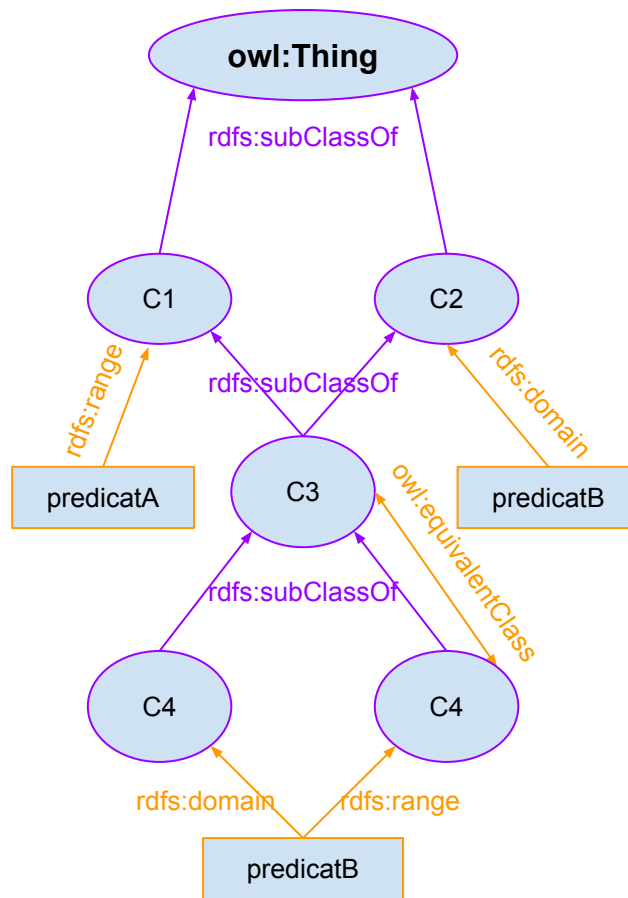 owl:Thing
rdfs:subClassOf
C1
C2
rdfs:range
rdfs:subClassOf
rdfs:domain
predicatA
C3
predicatB
owl:equivalentClass
rdfs:subClassOf
C4
C4
rdfs:domain
rdfs:range
predicatB